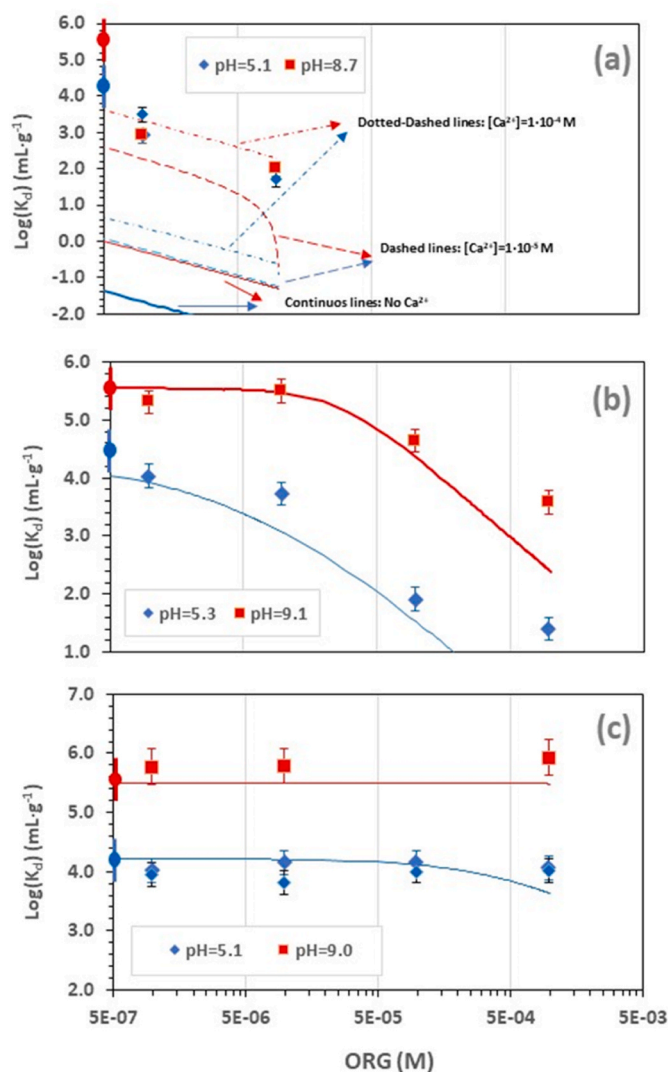 6.0
(a)
pH=5.1 pH=8.7
5.0
4.0
3.0
2.0
1.0
0.0
-1.0
-2.0
Log(Kd) (mL·g-1)
Dotted-Dashed lines: [Ca2+]=1·10-4 M
Dashed lines: [Ca2+]=1·10-5 M
Continuos lines: No Ca2+
6.0
(b)
5.0
4.0
3.0
2.0
1.0
Log(Kd) (mL·g-1)
pH=5.3 pH=9.1
7.0
(c)
6.0
5.0
4.0
3.0
2.0
Log(Kd) (mL·g-1)
pH=5.1 pH=9.0
5E-07 5E-06 5E-05 5E-04 5E-03
ORG (M)